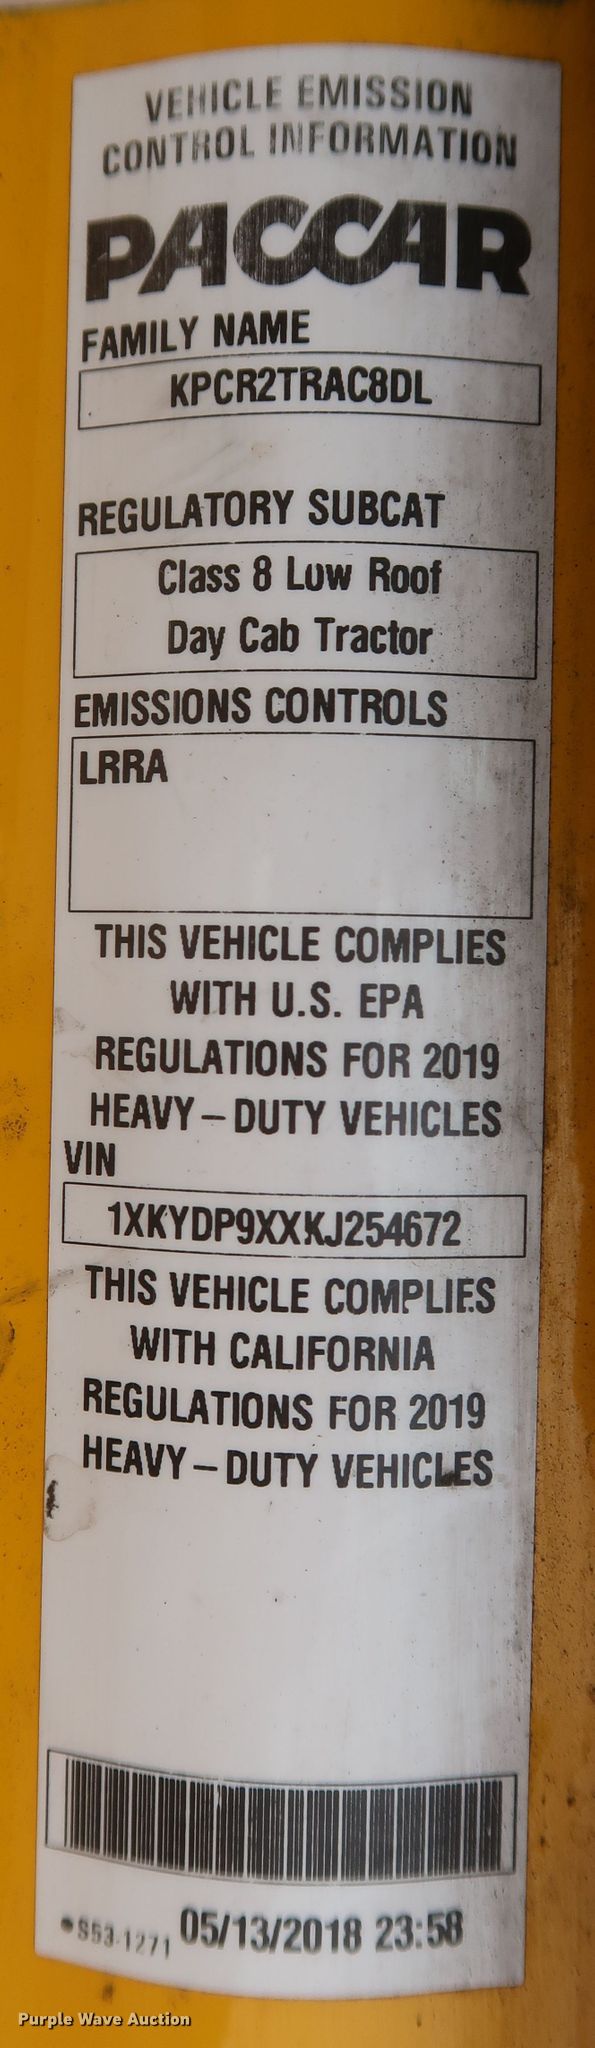 VEHICLE EMISSION
CONTROL INFORMATION
PACCAR
FAMILY NAME
KPCR2TRAC8DL
REGULATORY SUBCAT
Class 8 Low Roof
Day Cab Tractor
EMISSIONS CONTROLS
LRRA
THIS VEHICLE COMPLIES
WITH U.S. EPA
REGULATIONS FOR 2019
HEAVY–DUTY VEHICLES
VIN
1XKYDP9XXKJ254672
THIS VEHICLE COMPLIES
WITH CALIFORNIA
REGULATIONS FOR 2019
HEAVY–DUTY VEHICLES
S53-1271 05/13/2018 23:58
Purple Wave Auction